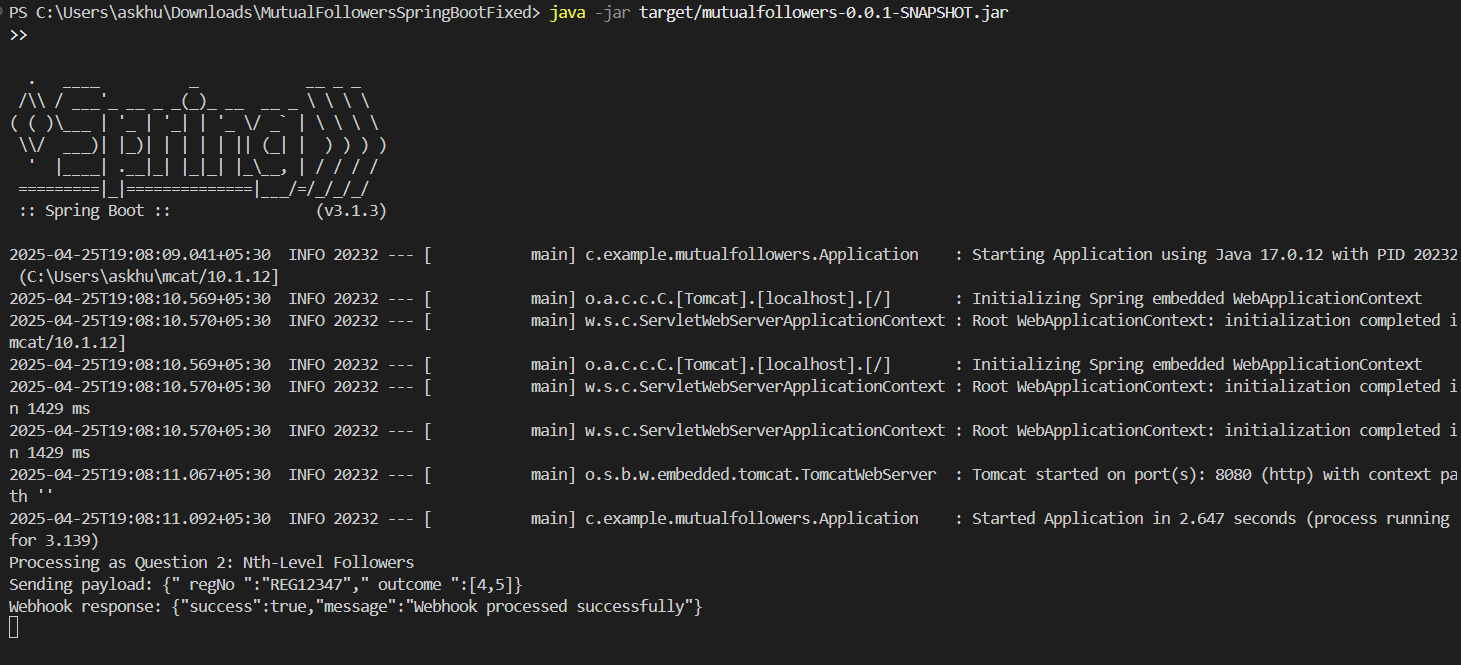 PS C:\Users\askhu\Downloads\MutualFollowersSpringBootFixed> java -jar target/mutualfollowers-0.0.1-SNAPSHOT.jar
>>
  .   ____          _            __ _ _
 /\\ / ___'_ __ _ _(_)_ __  __ _ \ \ \ \
( ( )\___ | '_ | '_| | '_ \/ _` | \ \ \ \
 \\/  ___)| |_)| | | | | || (_| |  ) ) ) )
  '  |____| .__|_| |_|_| |_\__, | / / / /
 =========|_|==============|___/=/_/_/_/
 :: Spring Boot ::                (v3.1.3)
2025-04-25T19:08:09.041+05:30  INFO 20232 --- [           main] c.example.mutualfollowers.Application    : Starting Application using Java 17.0.12 with PID 20232
 (C:\Users\askhu\mcat/10.1.12]
2025-04-25T19:08:10.569+05:30  INFO 20232 --- [           main] o.a.c.c.C.[Tomcat].[localhost].[/]       : Initializing Spring embedded WebApplicationContext
2025-04-25T19:08:10.570+05:30  INFO 20232 --- [           main] w.s.c.ServletWebServerApplicationContext : Root WebApplicationContext: initialization completed i
mcat/10.1.12]
2025-04-25T19:08:10.569+05:30  INFO 20232 --- [           main] o.a.c.c.C.[Tomcat].[localhost].[/]       : Initializing Spring embedded WebApplicationContext
2025-04-25T19:08:10.570+05:30  INFO 20232 --- [           main] w.s.c.ServletWebServerApplicationContext : Root WebApplicationContext: initialization completed i
n 1429 ms
2025-04-25T19:08:10.570+05:30  INFO 20232 --- [           main] w.s.c.ServletWebServerApplicationContext : Root WebApplicationContext: initialization completed i
n 1429 ms
2025-04-25T19:08:11.067+05:30  INFO 20232 --- [           main] o.s.b.w.embedded.tomcat.TomcatWebServer  : Tomcat started on port(s): 8080 (http) with context pa
th ''
2025-04-25T19:08:11.092+05:30  INFO 20232 --- [           main] c.example.mutualfollowers.Application    : Started Application in 2.647 seconds (process running
for 3.139)
Processing as Question 2: Nth-Level Followers
Sending payload: {" regNo ":"REG12347"," outcome ":[4,5]}
Webhook response: {"success":true,"message":"Webhook processed successfully"}